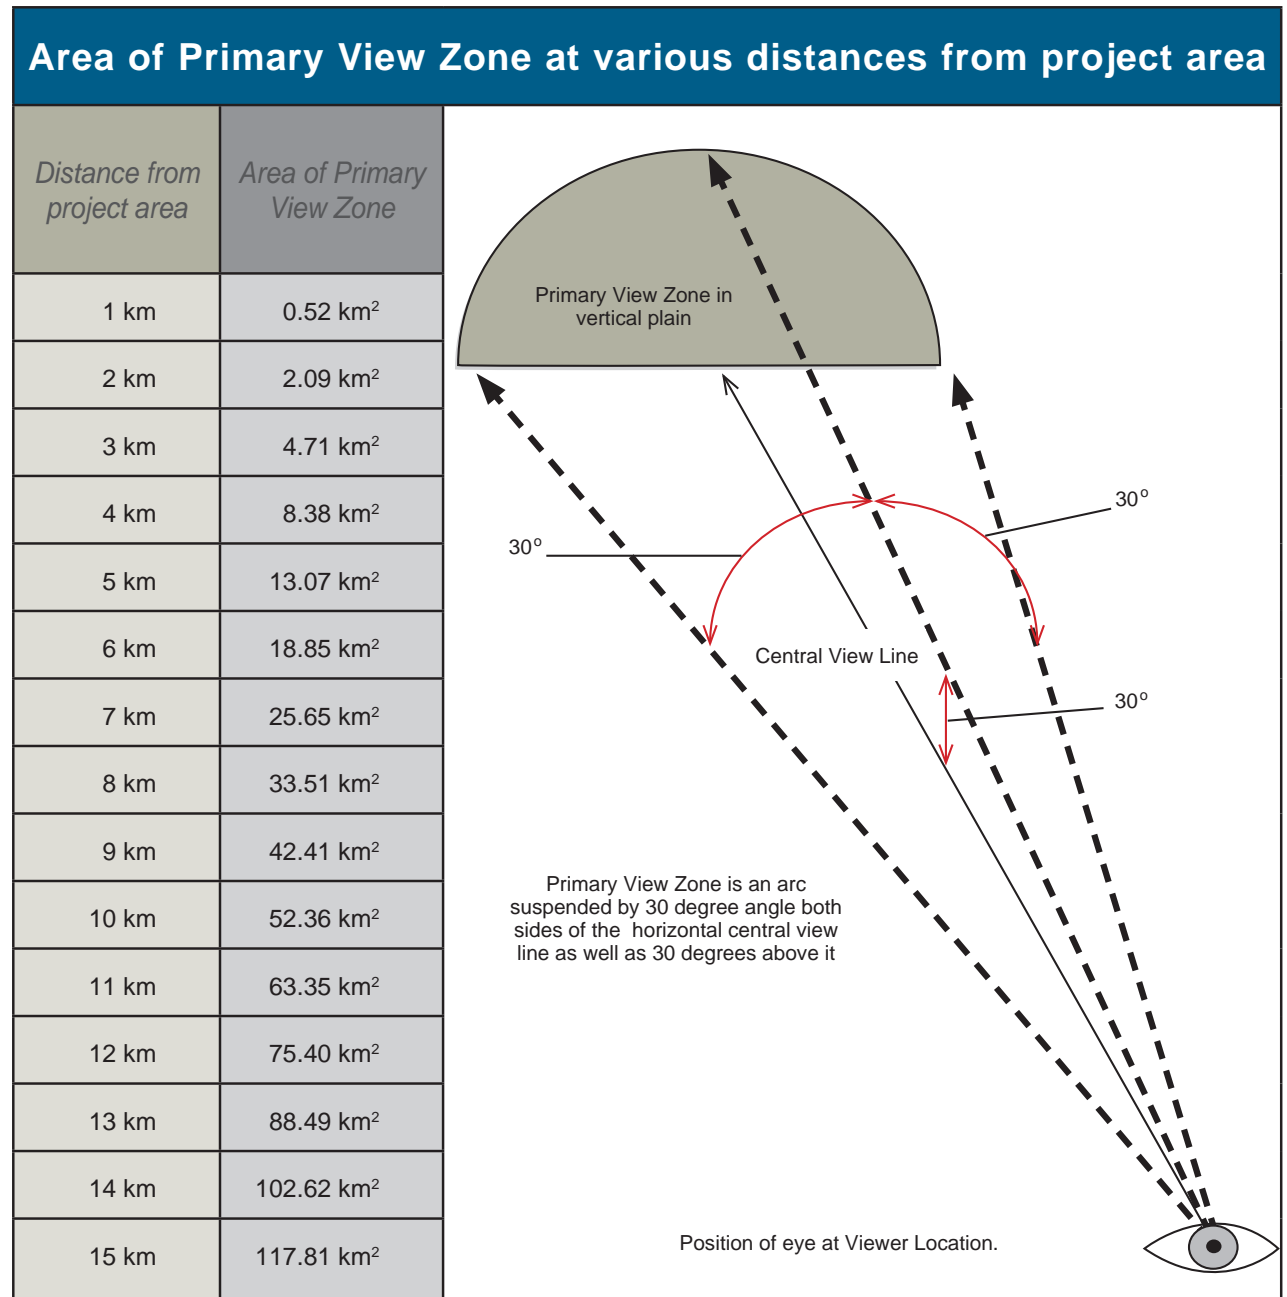 Area of Primary View Zone at various distances from project area
Distance from
project area
Area of Primary
View Zone
1 km 0.52 km²
2 km 2.09 km²
3 km 4.71 km²
4 km 8.38 km²
5 km 13.07 km²
6 km 18.85 km²
7 km 25.65 km²
8 km 33.51 km²
9 km 42.41 km²
10 km 52.36 km²
11 km 63.35 km²
12 km 75.40 km²
13 km 88.49 km²
14 km 102.62 km²
15 km 117.81 km²
Primary View Zone in
vertical plain
30°
30°
Central View Line
30°
Primary View Zone is an arc
suspended by 30 degree angle both
sides of the horizontal central view
line as well as 30 degrees above it
Position of eye at Viewer Location.